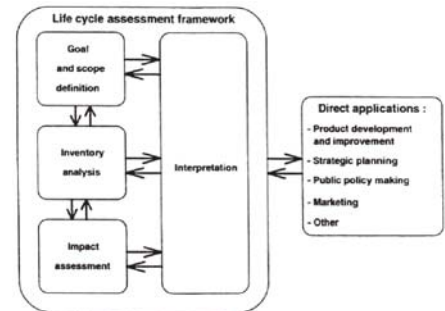 Life cycle assessment framework
Goal
and scope
definition
Inventory
analysis
Impact
assessment
Interpretation
Direct applications :
- Product development
and improvement
- Strategic planning
- Public policy making
- Marketing
- Other